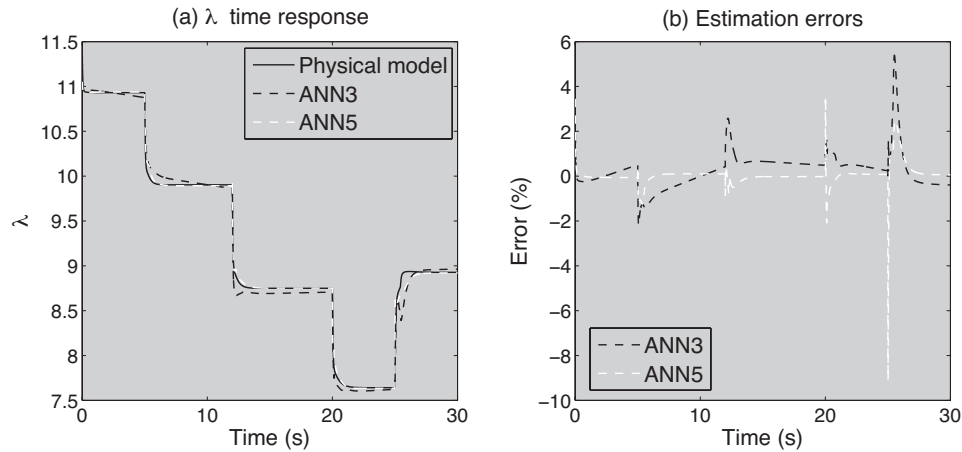 (a) λ time response
11.5
11
10.5
10
9.5
9
8.5
8
7.5
λ
0
10
20
30
Time (s)
Physical model
ANN3
ANN5
(b) Estimation errors
6
4
2
0
−2
−4
−6
−8
−10
Error (%)
0
10
20
30
Time (s)
ANN3
ANN5